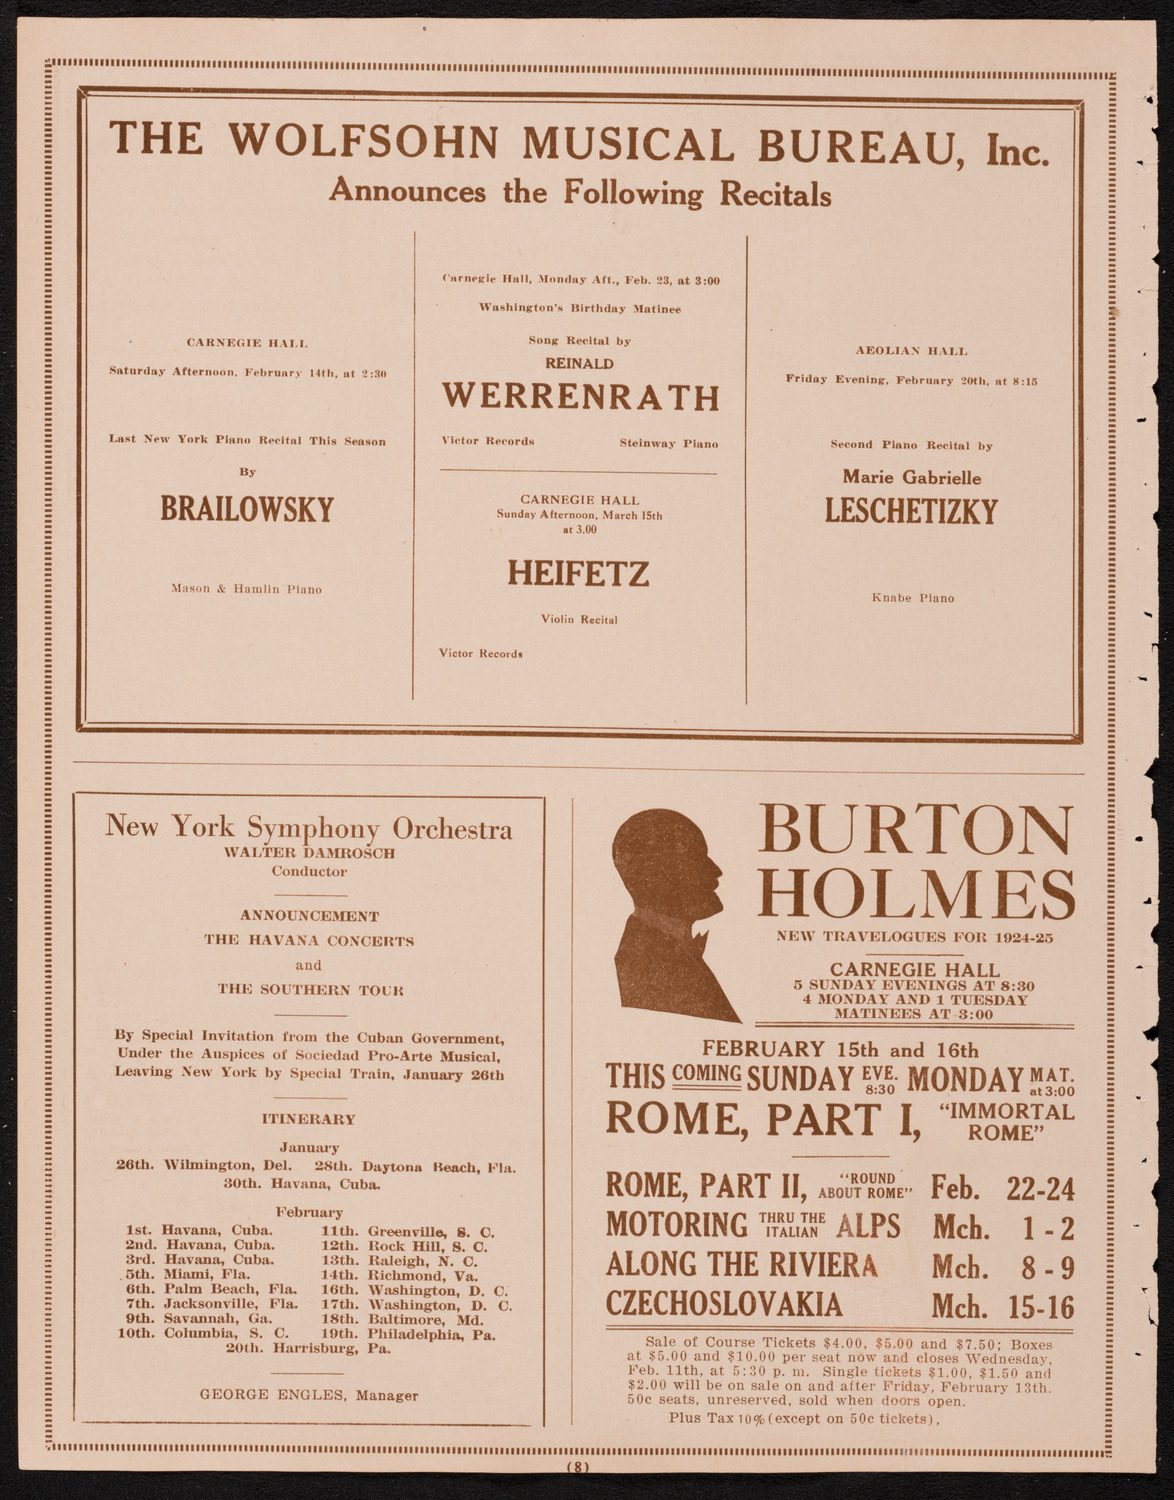 THE WOLFSOHN MUSICAL BUREAU, Inc.
Announces the Following Recitals
CARNEGIE HALL
Saturday Afternoon, February 14th, at 2:30
Last New York Piano Recital This Season
By
BRAILOWSKY
Mason & Hamlin Piano
Carnegie Hall, Monday Aft., Feb. 23, at 3:00
Washington's Birthday Matinee
Song Recital by
REINALD
WERRENRATH
Victor Records Steinway Piano
CARNEGIE HALL
Sunday Afternoon, March 15th
at 3.00
HEIFETZ
Violin Recital
Victor Records
AEOLIAN HALL
Friday Evening, February 20th, at 8:15
Second Piano Recital by
Marie Gabrielle
LESCHETIZKY
Knabe Piano
New York Symphony Orchestra
WALTER DAMROSCH
Conductor
ANNOUNCEMENT
THE HAVANA CONCERTS
and
THE SOUTHERN TOUR
By Special Invitation from the Cuban Government,
Under the Auspices of Sociedad Pro-Arte Musical,
Leaving New York by Special Train, January 26th
ITINERARY
January
26th. Wilmington, Del. 28th. Daytona Beach, Fla.
30th. Havana, Cuba.
February
1st. Havana, Cuba. 11th. Greenville, S. C.
2nd. Havana, Cuba. 12th. Rock Hill, S. C.
3rd. Havana, Cuba. 13th. Raleigh, N. C.
5th. Miami, Fla. 14th. Richmond, Va.
6th. Palm Beach, Fla. 16th. Washington, D. C.
7th. Jacksonville, Fla. 17th. Washington, D. C.
9th. Savannah, Ga. 18th. Baltimore, Md.
10th. Columbia, S. C. 19th. Philadelphia, Pa.
20th. Harrisburg, Pa.
GEORGE ENGLES, Manager
BURTON
HOLMES
NEW TRAVELOGUES FOR 1924-25
CARNEGIE HALL
5 SUNDAY EVENINGS AT 8:30
4 MONDAY AND 1 TUESDAY
MATINEES AT 3:00
FEBRUARY 15th and 16th
THIS COMING SUNDAY EVE. 8:30 MONDAY MAT. at 3:00
ROME, PART I, "IMMORTAL ROME"
ROME, PART II, "ROUND ABOUT ROME" Feb. 22-24
MOTORING THRU THE ITALIAN ALPS Mch. 1 - 2
ALONG THE RIVIERA Mch. 8 - 9
CZECHOSLOVAKIA Mch. 15-16
Sale of Course Tickets $4.00, $5.00 and $7.50; Boxes
at $5.00 and $10.00 per seat now and closes Wednesday,
Feb. 11th, at 5:30 p. m. Single tickets $1.00, $1.50 and
$2.00 will be on sale on and after Friday, February 13th.
50c seats, unreserved, sold when doors open.
Plus Tax 10% (except on 50c tickets),
(8)